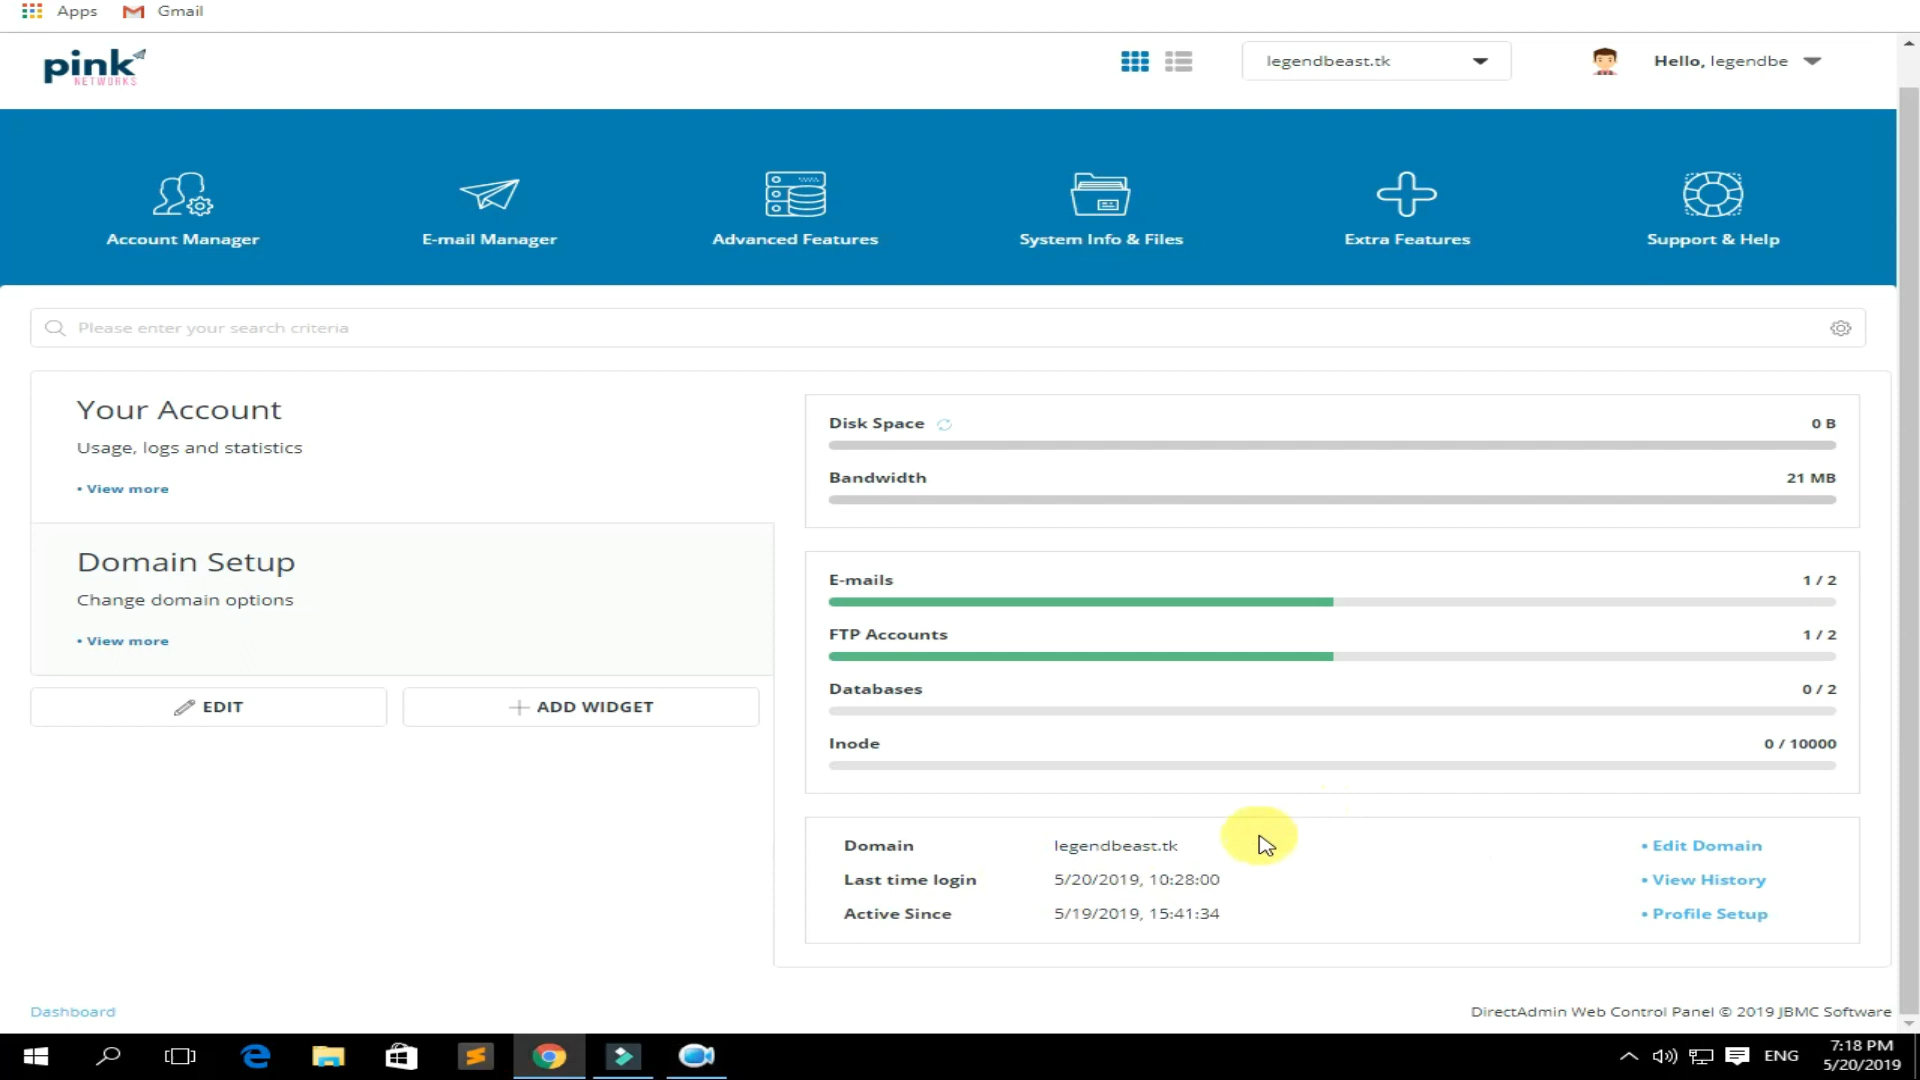 Apps Gmail
pink
NETWORKS
legendbeast.tk
Hello, legendbe
Account Manager
E-mail Manager
Advanced Features
System Info & Files
Extra Features
Support & Help
Please enter your search criteria
Your Account
Usage, logs and statistics
• View more
Domain Setup
Change domain options
• View more
EDIT
ADD WIDGET
Disk Space 0 B
Bandwidth 21 MB
E-mails 1 / 2
FTP Accounts 1 / 2
Databases 0 / 2
Inode 0 / 10000
Domain legendbeast.tk • Edit Domain
Last time login 5/20/2019, 10:28:00 • View History
Active Since 5/19/2019, 15:41:34 • Profile Setup
Dashboard
DirectAdmin Web Control Panel © 2019 JBMC Software
ENG
7:18 PM
5/20/2019